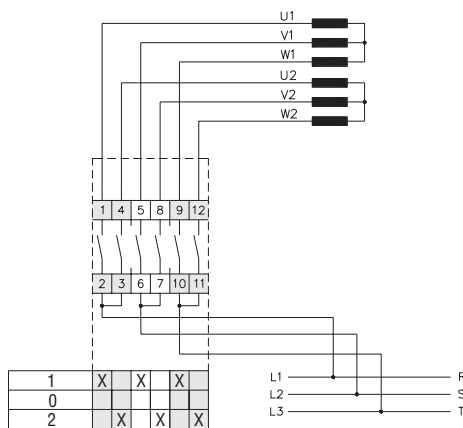 U1
V1
W1
U2
V2
W2
1 4 5 8 9 12
2 3 6 7 10 11
L1 R
L2 S
L3 T
1 X X X
0
2 X X X